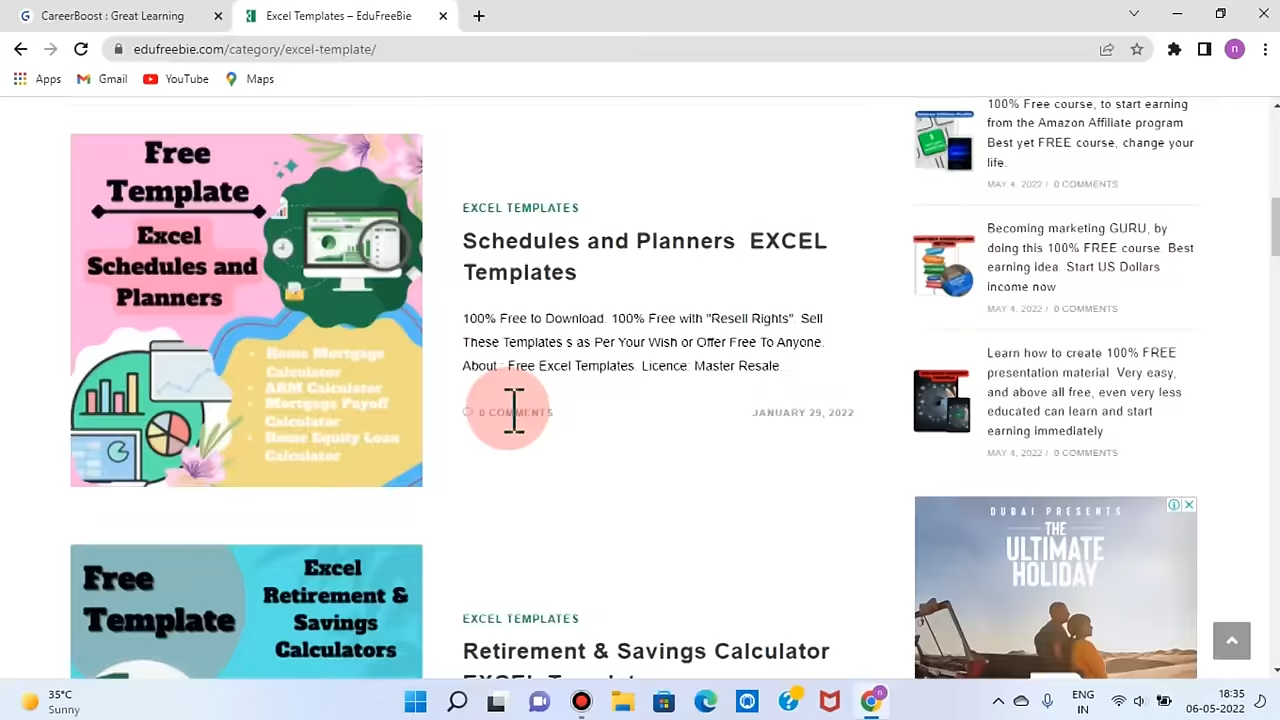 CareerBoost : Great Learning
Excel Templates – EduFreeBie
edufreebie.com/category/excel-template/
n
Apps
Gmail
YouTube
Maps
Free
Template
Excel
Schedules and
Planners
Home Mortgage
Calculator
ARM Calculator
Mortgage Payoff
Calculator
Home Equity Loan
Calculator
EXCEL TEMPLATES
Schedules and Planners EXCEL
Templates
100% Free to Download. 100% Free with "Resell Rights". Sell
These Templates s as Per Your Wish or Offer Free To Anyone.
About : Free Excel Templates. Licence: Master Resale...
0 COMMENTS
JANUARY 29, 2022
Free
Template
Excel
Retirement &
Savings
Calculators
EXCEL TEMPLATES
Retirement & Savings Calculator
100% Free course, to start earning
from the Amazon Affillate program
Best yet FREE course, change your
life.
MAY 4, 2022 / 0 COMMENTS
Becoming marketing GURU, by
doing this 100% FREE course. Best
earning idea. Start US Dollars
income now
MAY 4, 2022 / 0 COMMENTS
Learn how to create 100% FREE
presentation material. Very easy,
and above all free, even very less
educated can learn and start
earning immediately
MAY 4, 2022 / 0 COMMENTS
DUBAI PRESENTS
THE
ULTIMATE
HOLIDAY
35°C
Sunny
ENG
IN
18:35
06-05-2022